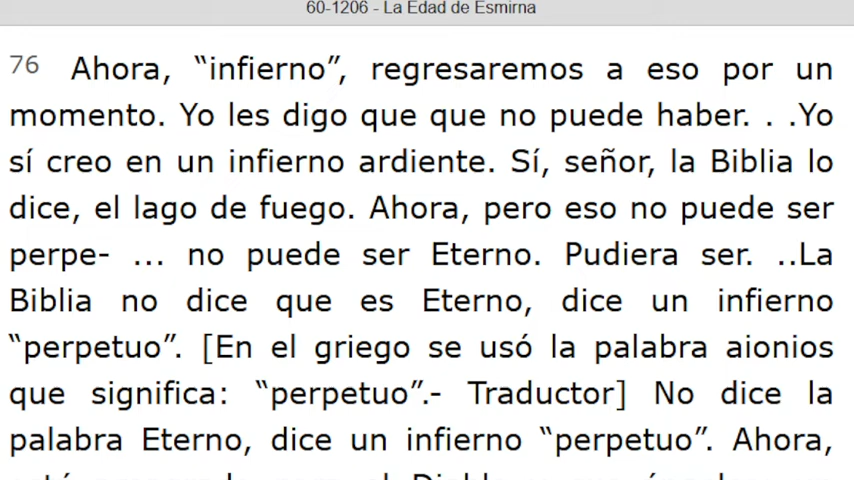 60-1206 - La Edad de Esmirna
76 Ahora, “infierno”, regresaremos a eso por un
momento. Yo les digo que que no puede haber. . .Yo
sí creo en un infierno ardiente. Sí, señor, la Biblia lo
dice, el lago de fuego. Ahora, pero eso no puede ser
perpe- ... no puede ser Eterno. Pudiera ser. ..La
Biblia no dice que es Eterno, dice un infierno
“perpetuo”. [En el griego se usó la palabra aionios
que significa: “perpetuo”.- Traductor] No dice la
palabra Eterno, dice un infierno “perpetuo”. Ahora,